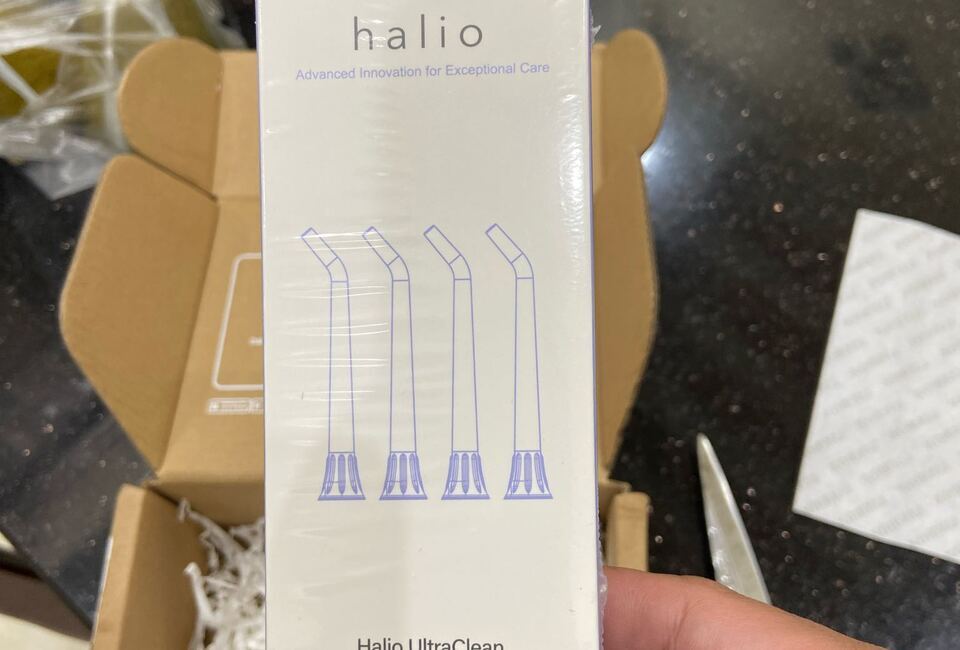 halio
Advanced Innovation for Exceptional Care
Halio UltraClean